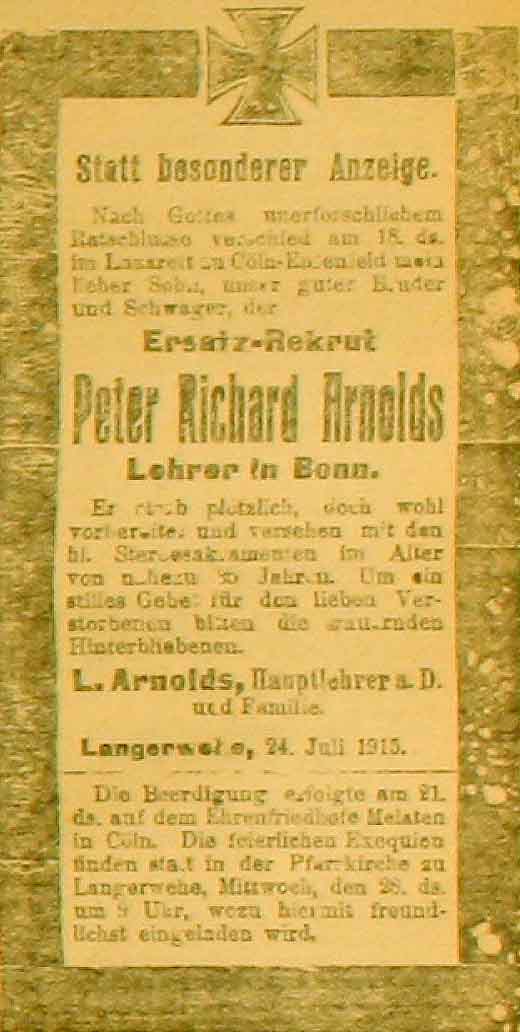 Statt besonderer Anzeige.
Nach Gottes unerforschlichem
Ratschlusse verschied am 18. ds.
im Lazarett zu Cöln- mein
lieber Sohn, unser guter Bruder
und Schwager, der
Ersatz-Rekrut
Peter Richard Arnolds
Lehrer in Bonn.
Er starb plötzlich, doch wohl
vorbereitet und versehen mit den
hl. Sterbesakramenten im Alter
von nahezu Jahren. Um ein
stilles Gebet für den lieben Ver-
storbenen bitten die trauernden
Hinterbliebenen.
L. Arnolds, Hauptlehrer a. D.
und Familie.
Langerwehe, 24. Juli 1915.
Die Beerdigung erfolgte am 21.
ds. auf dem Ehrenfriedhofe Melaten
in Cöln. Die feierlichen Exequien
finden statt in der Pfarrkirche zu
Langerwehe, Mittwoch, den 28. ds.
um 9 Uhr, wozu hiermit freund-
lichst eingeladen wird.